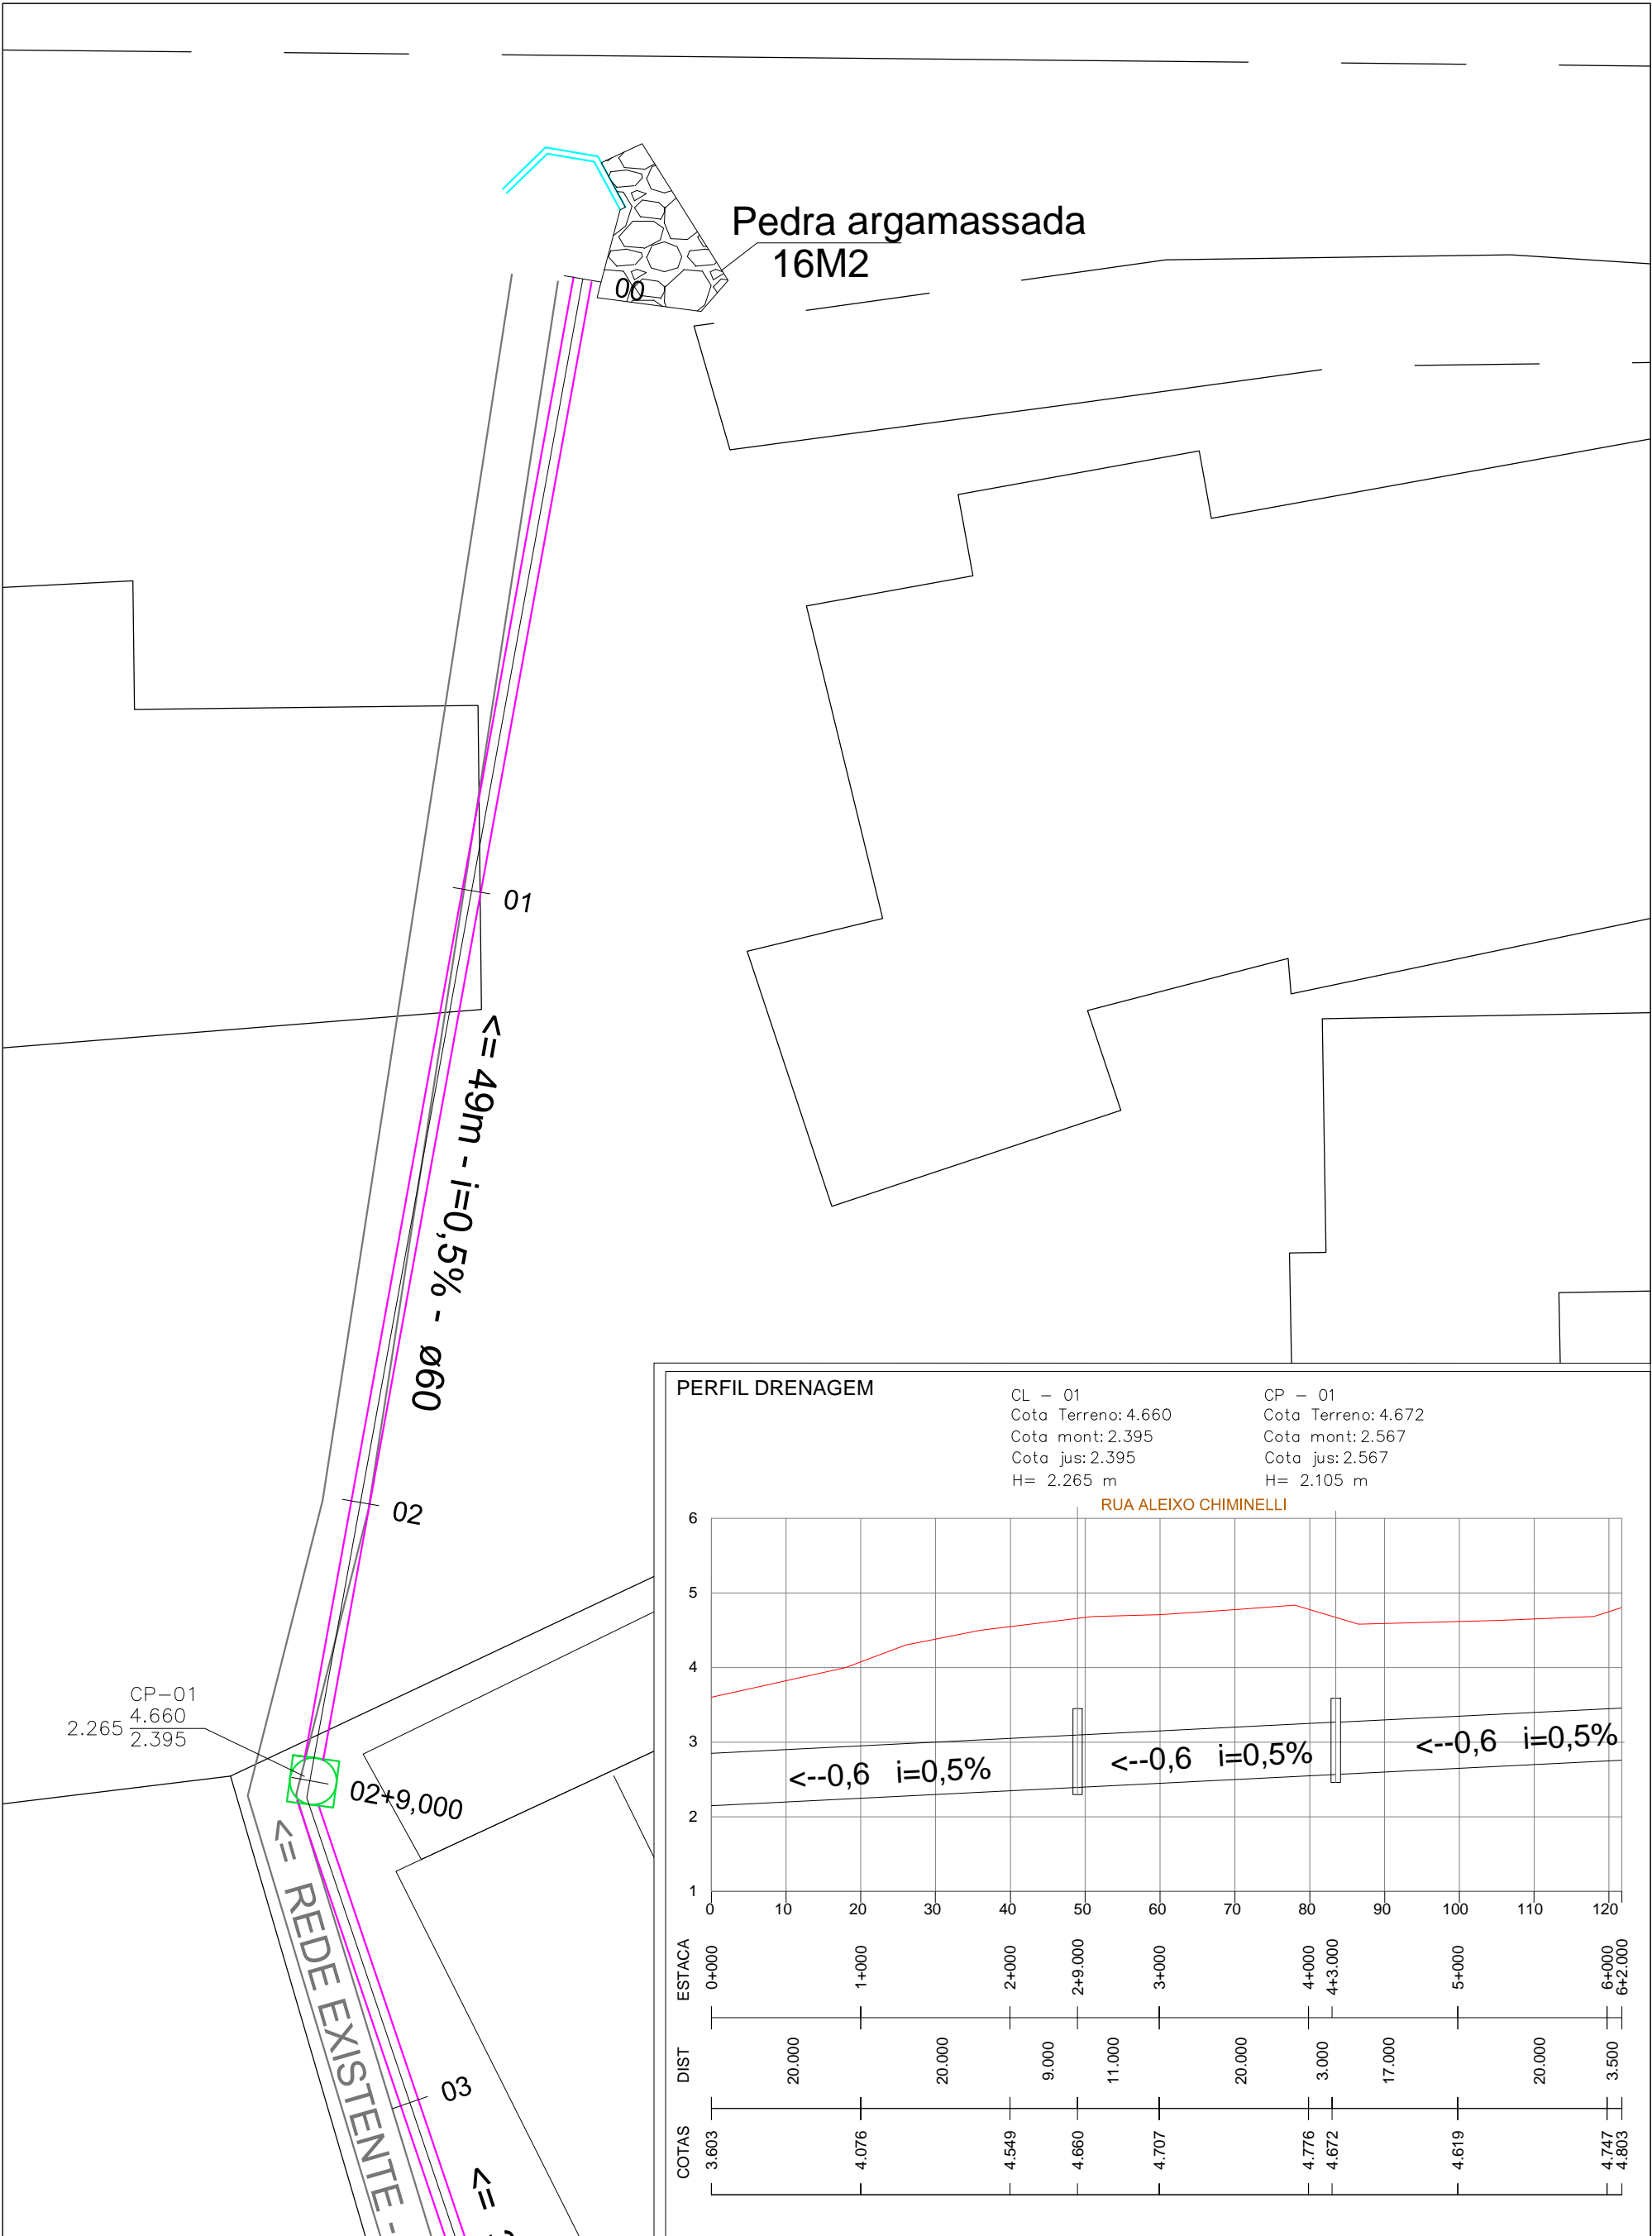 Pedra argamassada
16M2
00
01
<= 49m - i=0,5% - ø60
02
CP-01
4.660
2.265
2.395
02+9,000
<= REDE EXISTENTE -
03
<=
PERFIL DRENAGEM
CL - 01
Cota Terreno: 4.660
Cota mont: 2.395
Cota jus: 2.395
H= 2.265 m
CP - 01
Cota Terreno: 4.672
Cota mont: 2.567
Cota jus: 2.567
H= 2.105 m
RUA ALEIXO CHIMINELLI
6
5
4
3
2
1
<--0,6 i=0,5%
<--0,6 i=0,5%
<--0,6 i=0,5%
0 10 20 30 40 50 60 70 80 90 100 110 120
ESTACA 0+000 1+000 2+000 2+9.000 3+000 4+000 4+3.000 5+000 6+000 6+2.000
DIST 20.000 20.000 9.000 11.000 20.000 3.000 17.000 20.000 3.500
COTAS 3.603 4.076 4.549 4.660 4.707 4.776 4.672 4.619 4.747 4.803